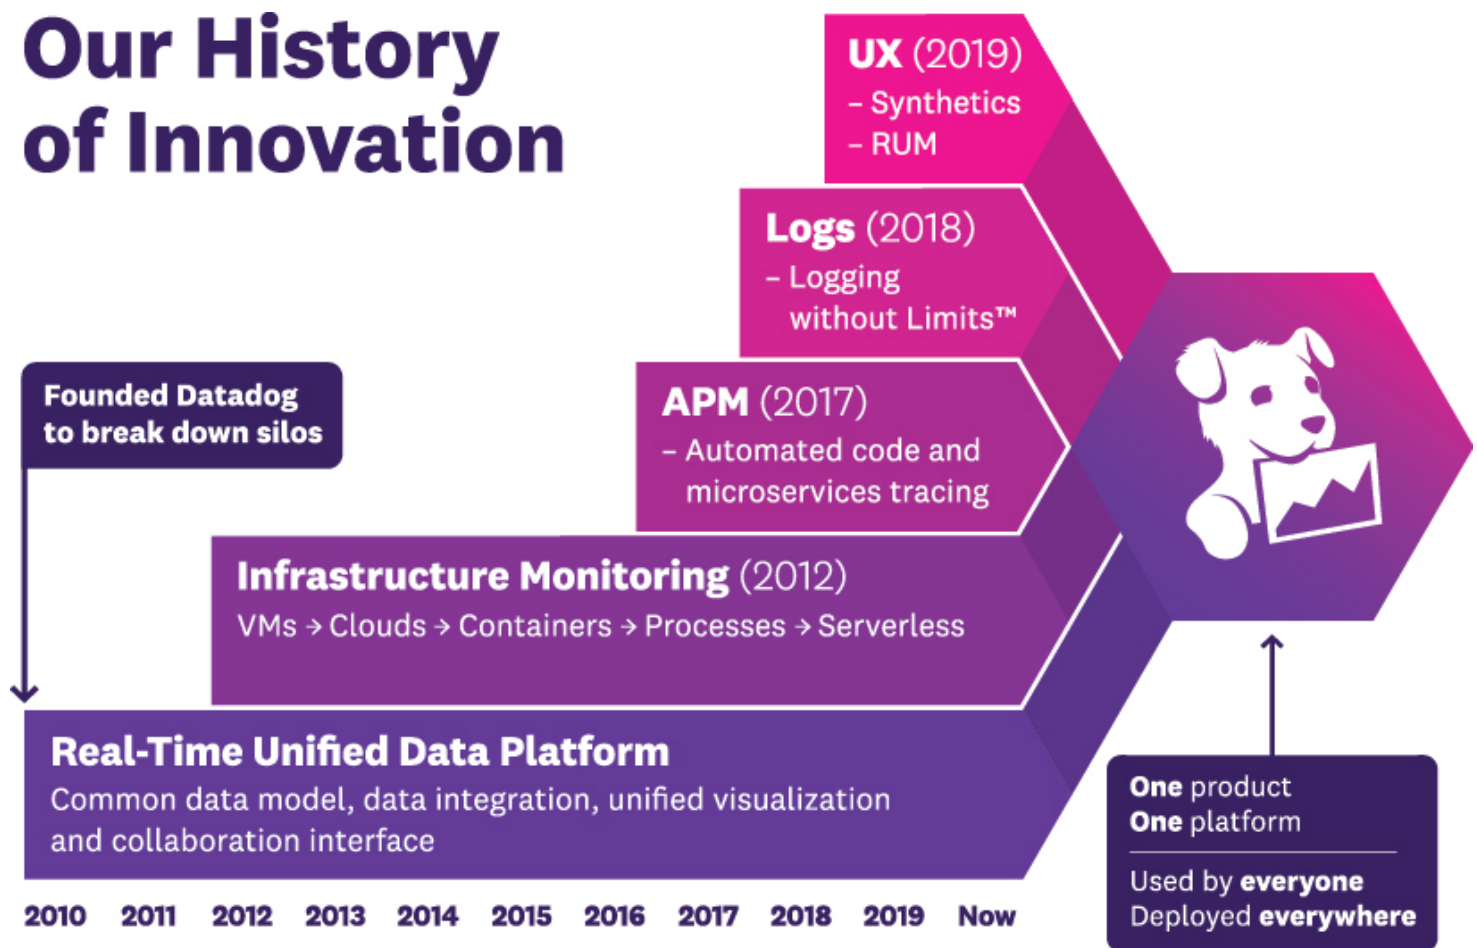 Our History
of Innovation
UX (2019)
– Synthetics
– RUM
Logs (2018)
– Logging
without Limits™
Founded Datadog
to break down silos
APM (2017)
– Automated code and
microservices tracing
Infrastructure Monitoring (2012)
VMs → Clouds → Containers → Processes → Serverless
Real-Time Unified Data Platform
Common data model, data integration, unified visualization
and collaboration interface
One product
One platform
Used by everyone
Deployed everywhere
2010 2011 2012 2013 2014 2015 2016 2017 2018 2019 Now